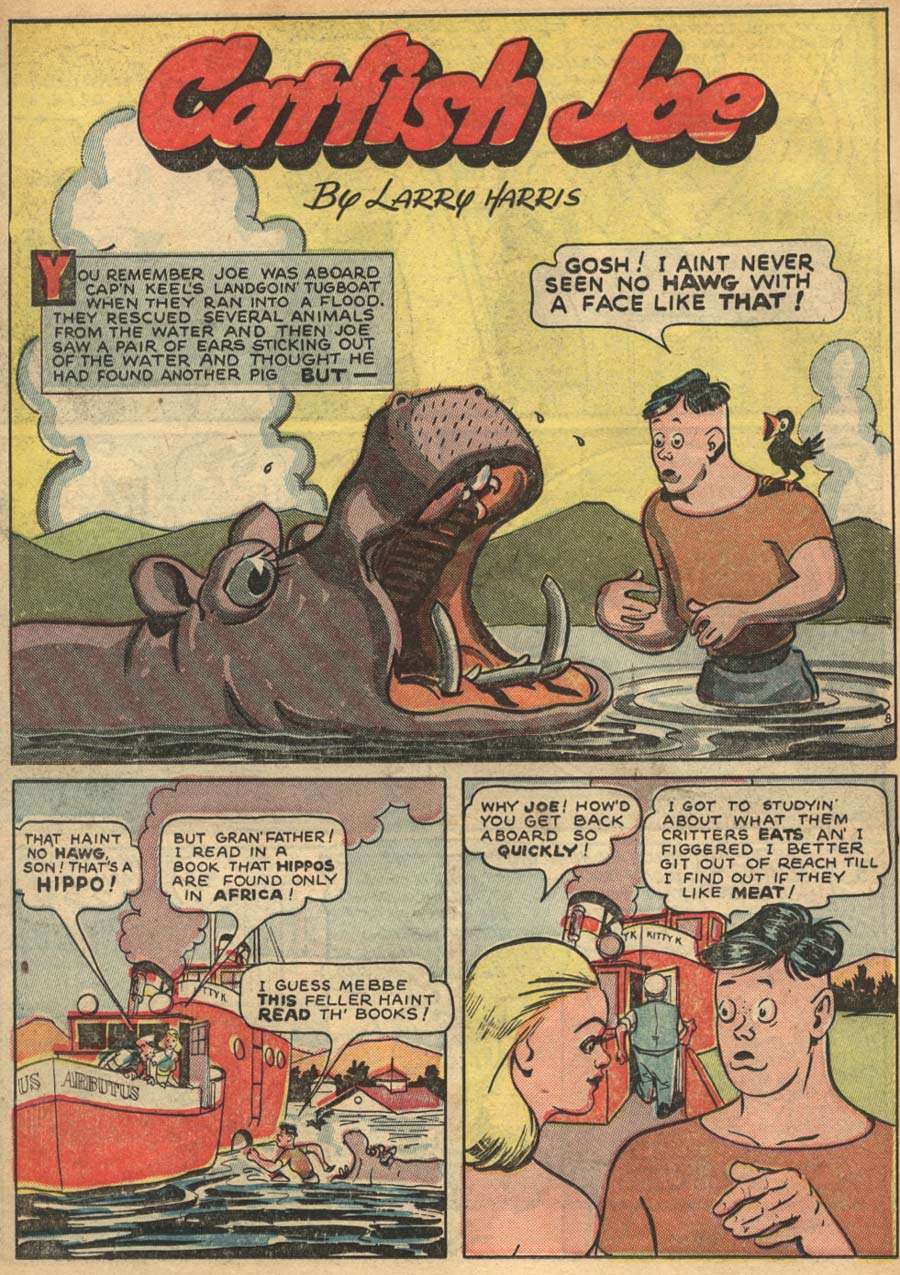 Catfish Joe
By LARRY HARRIS
YOU REMEMBER JOE WAS ABOARD
CAP'N KEEL'S LANDGOIN' TUGBOAT
WHEN THEY RAN INTO A FLOOD.
THEY RESCUED SEVERAL ANIMALS
FROM THE WATER AND THEN JOE
SAW A PAIR OF EARS STICKING OUT
OF THE WATER AND THOUGHT HE
HAD FOUND ANOTHER PIG BUT —
GOSH! I AINT NEVER
SEEN NO HAWG WITH
A FACE LIKE THAT!
8
THAT HAINT
NO HAWG,
SON! THAT'S A
HIPPO!
BUT GRAN'FATHER!
I READ IN A
BOOK THAT HIPPOS
ARE FOUND ONLY
IN AFRICA!
I GUESS MEBBE
THIS FELLER HAINT
READ TH' BOOKS!
TTY K
US ARBUTUS
WHY JOE! HOW'D
YOU GET BACK
ABOARD SO
QUICKLY!
I GOT TO STUDYIN'
ABOUT WHAT THEM
CRITTERS EATS AN' I
FIGGERED I BETTER
GIT OUT OF REACH TILL
I FIND OUT IF THEY
LIKE MEAT!
YK KITTY K